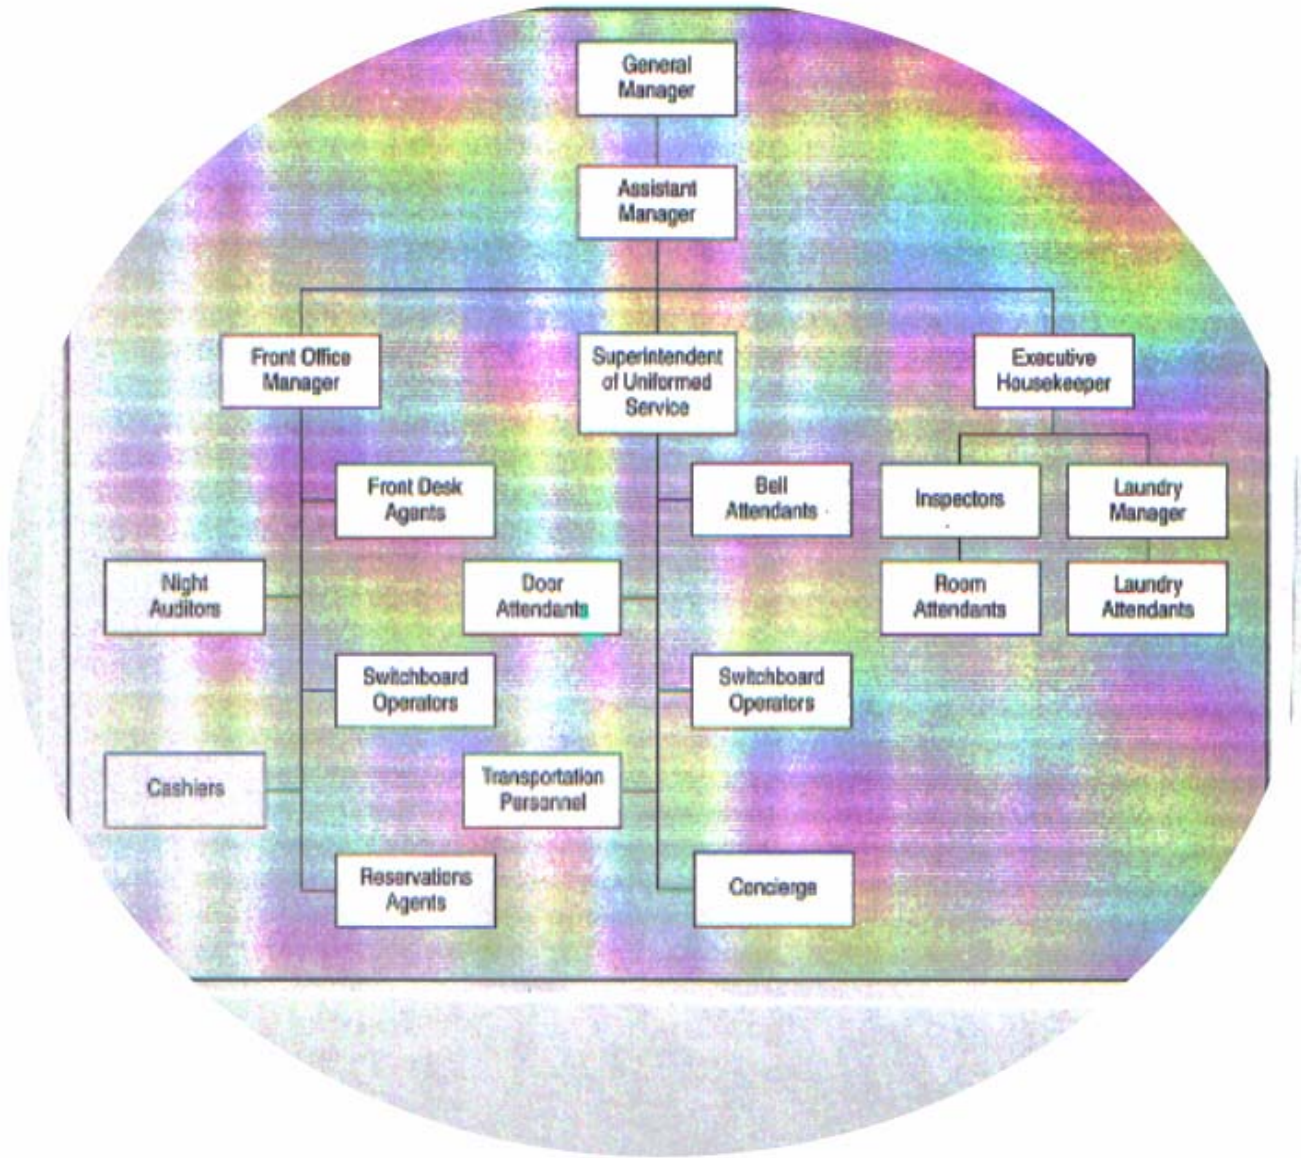 General
Manager
Assistant
Manager
Front Office
Manager
Superintendent
of Uniformed
Service
Executive
Housekeeper
Front Desk
Agents
Bell
Attendants
Inspectors
Laundry
Manager
Night
Auditors
Door
Attendants
Room
Attendants
Laundry
Attendants
Switchboard
Operators
Switchboard
Operators
Cashiers
Transportation
Personnel
Reservations
Agents
Concierge